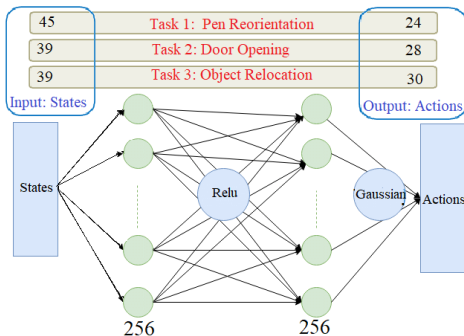 45 Task 1: Pen Reorientation 24
39 Task 2: Door Opening 28
39 Task 3: Object Relocation 30
Input: States Output: Actions
States Relu Gaussian Actions
256 256